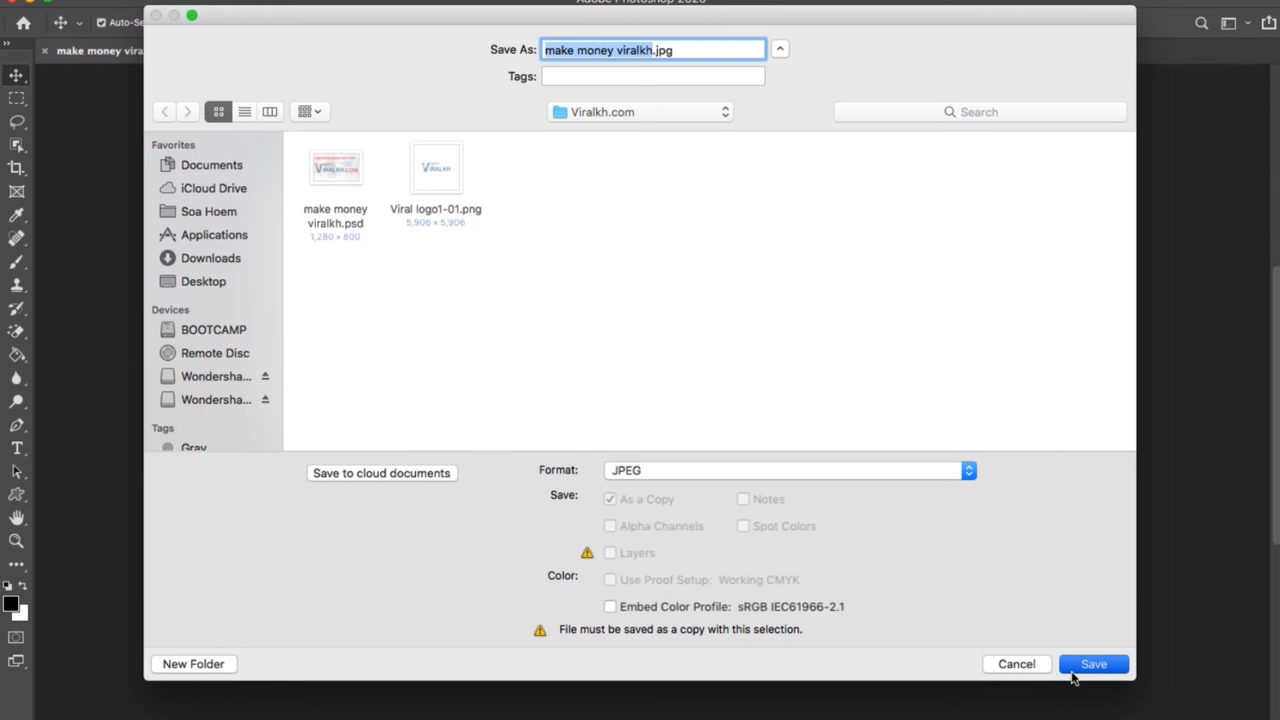 Adobe Photoshop 2020
Auto-Se
make money vira
Save As: make money viralkh.jpg
Tags:
Viralkh.com
Search
Favorites
Documents
iCloud Drive
Soa Hoem
Applications
Downloads
Desktop
Devices
BOOTCAMP
Remote Disc
Wondersha...
Wondersha...
Tags
Gray
VIRALKH.COM
VIRALKH
make money
viralkh.psd
1,280 × 800
Viral logo1-01.png
5,906 × 5,906
Save to cloud documents
Format: JPEG
Save: As a Copy Notes
Alpha Channels Spot Colors
Layers
Color: Use Proof Setup: Working CMYK
Embed Color Profile: sRGB IEC61966-2.1
File must be saved as a copy with this selection.
New Folder Cancel Save